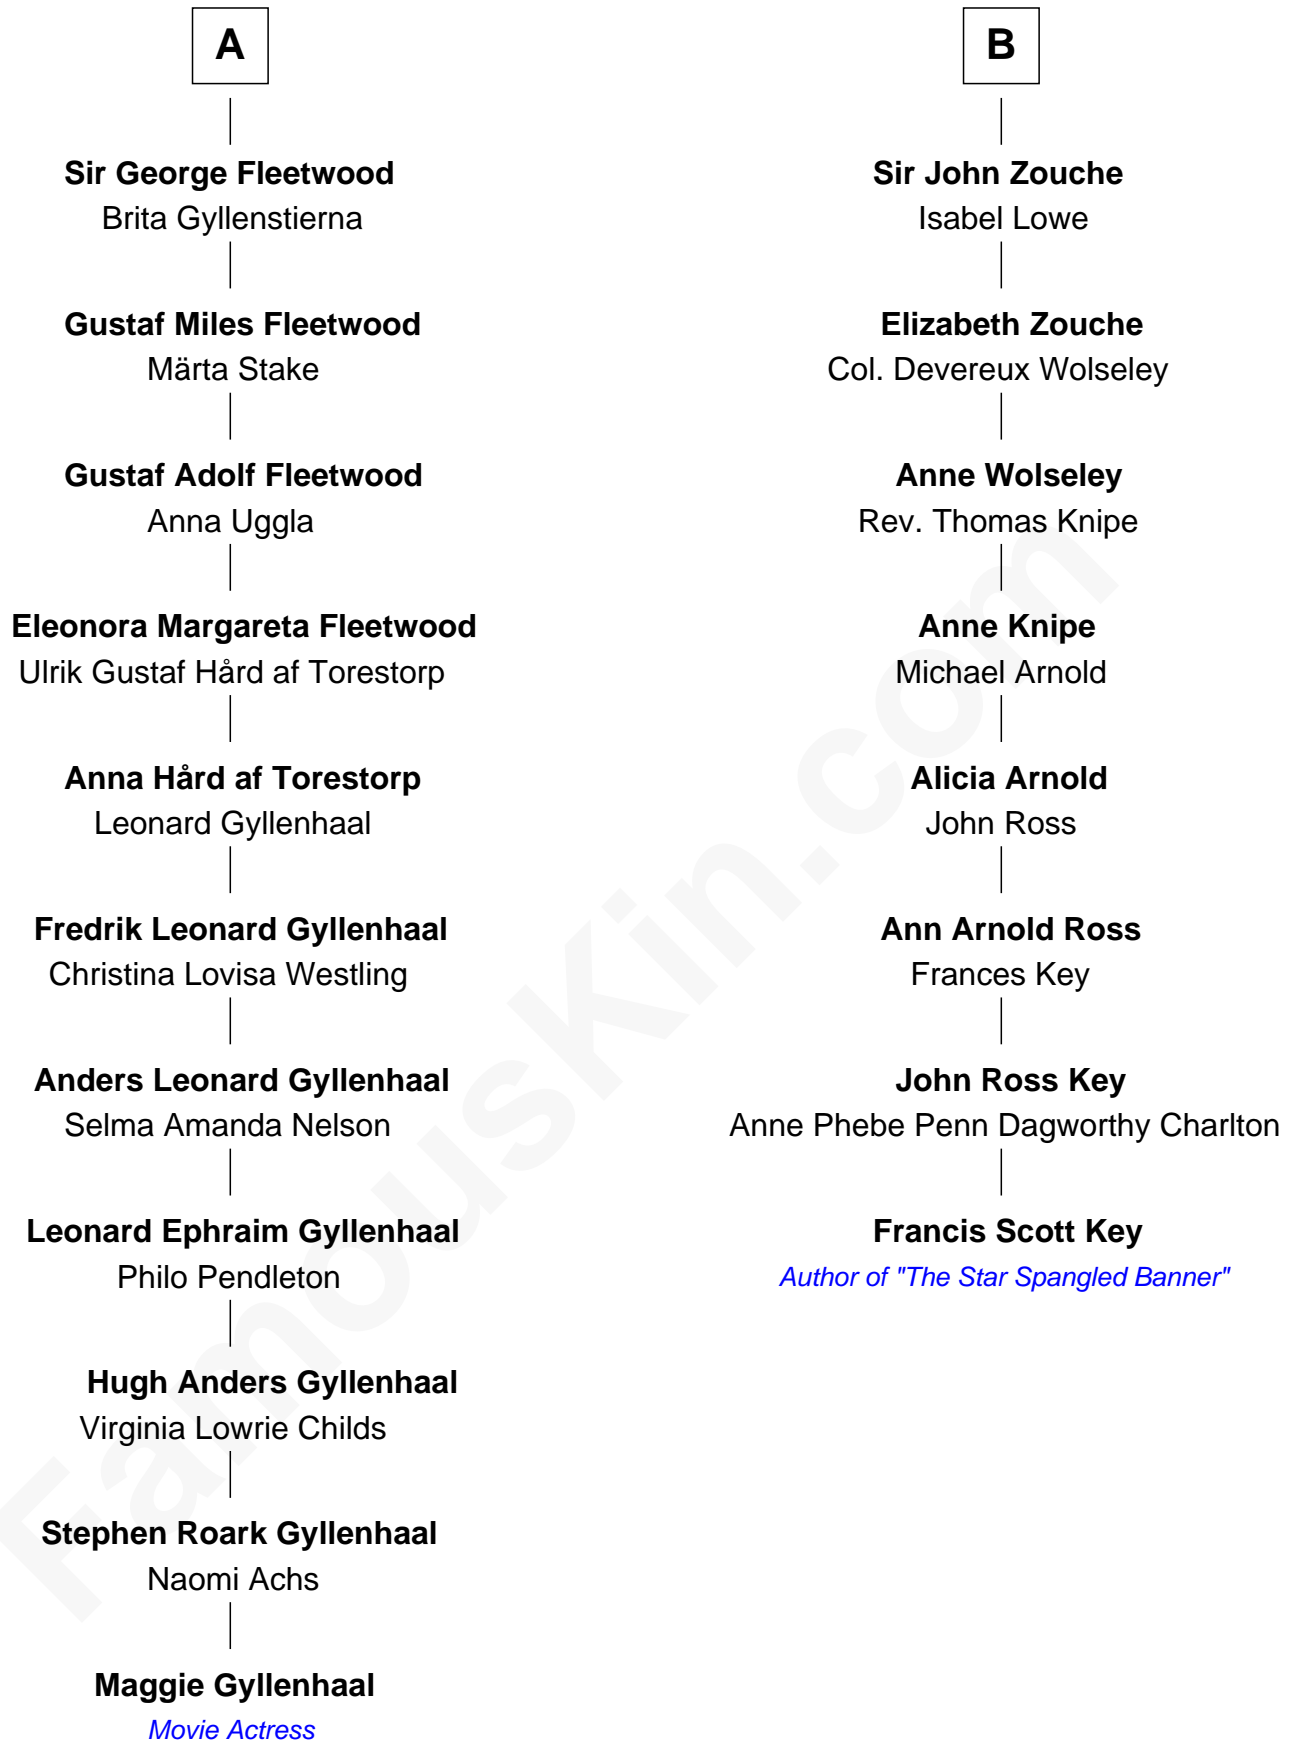 A
Sir George Fleetwood
Brita Gyllenstierna
Gustaf Miles Fleetwood
Märta Stake
Gustaf Adolf Fleetwood
Anna Uggla
Eleonora Margareta Fleetwood
Ulrik Gustaf Hård af Torestorp
Anna Hård af Torestorp
Leonard Gyllenhaal
Fredrik Leonard Gyllenhaal
Christina Lovisa Westling
Anders Leonard Gyllenhaal
Selma Amanda Nelson
Leonard Ephraim Gyllenhaal
Philo Pendleton
Hugh Anders Gyllenhaal
Virginia Lowrie Childs
Stephen Roark Gyllenhaal
Naomi Achs
Maggie Gyllenhaal
Movie Actress
B
Sir John Zouche
Isabel Lowe
Elizabeth Zouche
Col. Devereux Wolseley
Anne Wolseley
Rev. Thomas Knipe
Anne Knipe
Michael Arnold
Alicia Arnold
John Ross
Ann Arnold Ross
Frances Key
John Ross Key
Anne Phebe Penn Dagworthy Charlton
Francis Scott Key
Author of "The Star Spangled Banner"
FamousKin.com